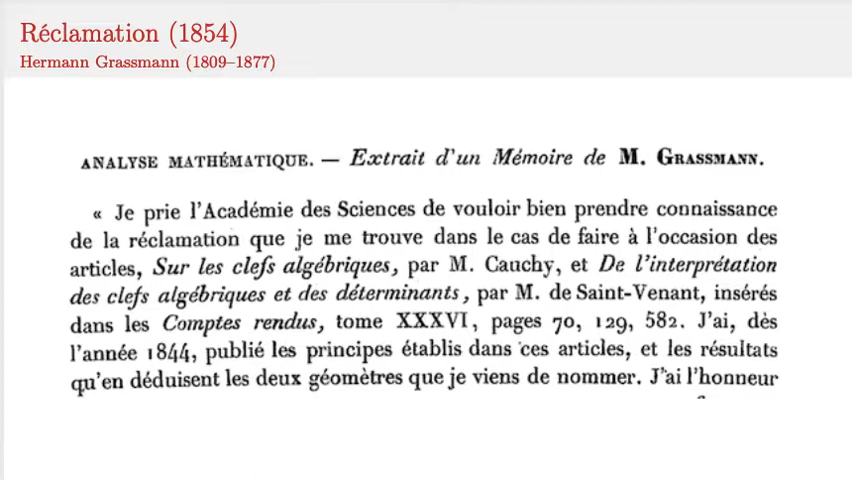 Réclamation (1854)
Hermann Grassmann (1809–1877)
ANALYSE MATHÉMATIQUE. — Extrait d'un Mémoire de M. GRASSMANN.
« Je prie l'Académie des Sciences de vouloir bien prendre connaissance
de la réclamation que je me trouve dans le cas de faire à l'occasion des
articles, Sur les clefs algébriques, par M. Cauchy, et De l'interprétation
des clefs algébriques et des déterminants, par M. de Saint-Venant, insérés
dans les Comptes rendus, tome XXXVI, pages 70, 129, 582. J'ai, dès
l'année 1844, publié les principes établis dans ces articles, et les résultats
qu'en déduisent les deux géomètres que je viens de nommer. J'ai l'honneur